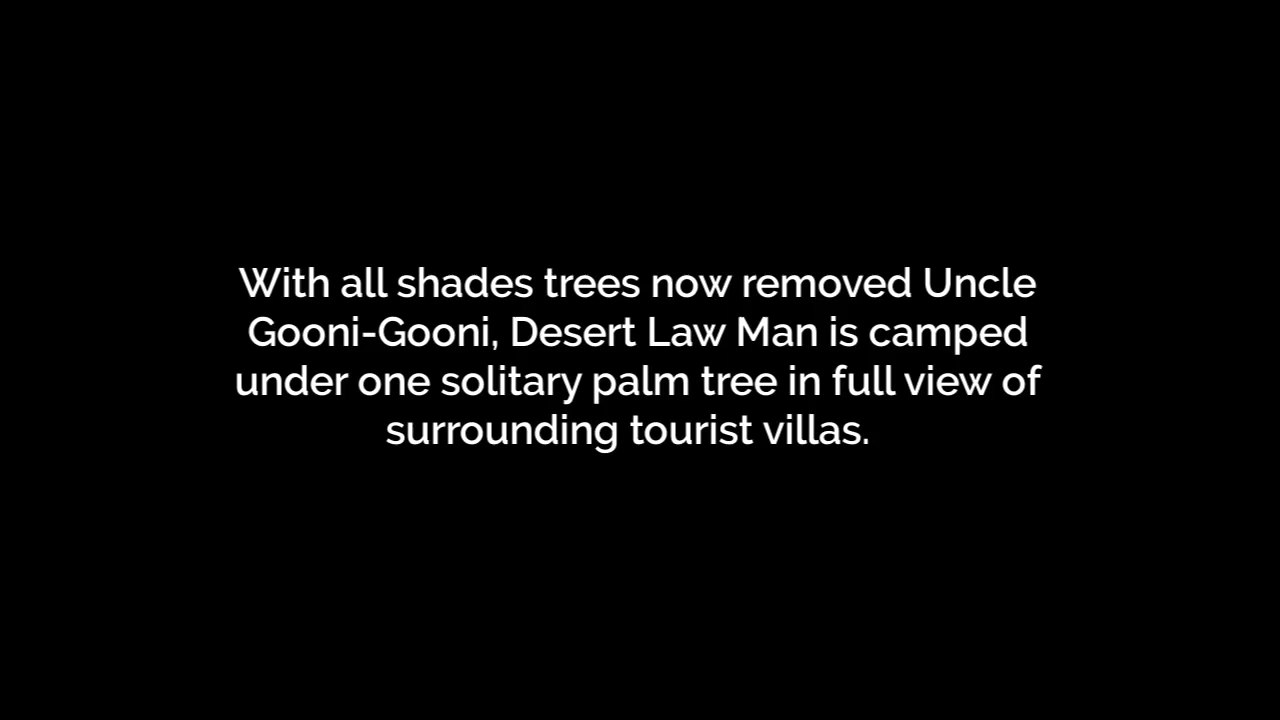 With all shades trees now removed Uncle
Gooni-Gooni, Desert Law Man is camped
under one solitary palm tree in full view of
surrounding tourist villas.